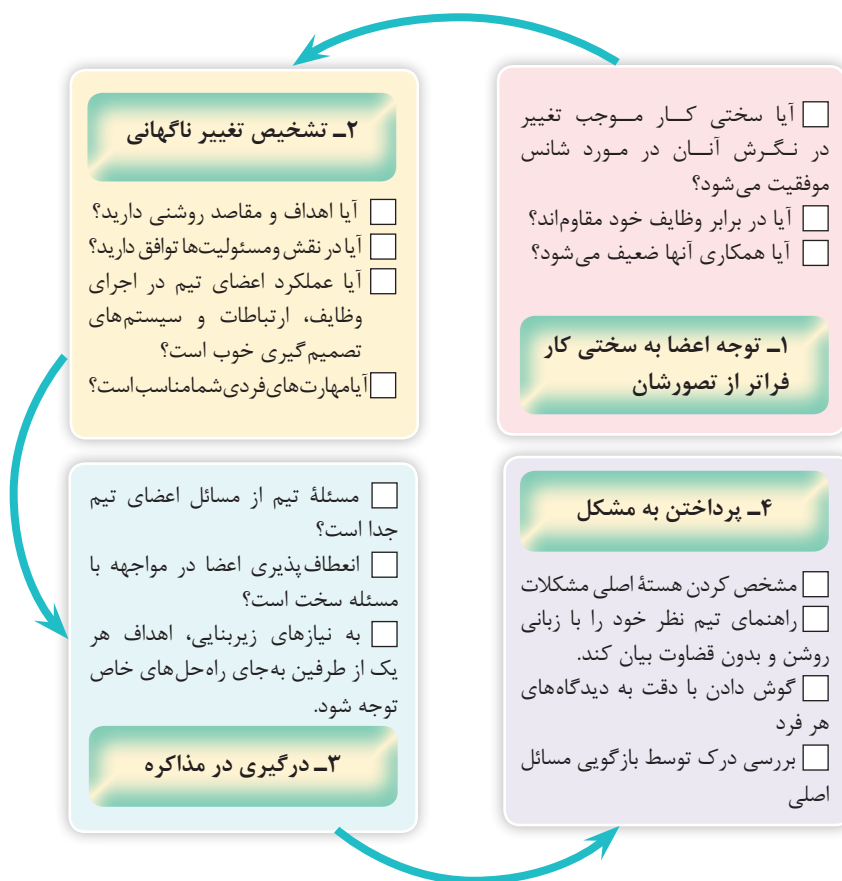 آیا سختی کار موجب تغییر
در نگرش آنان در مورد شانس
موفقیت می‌شود؟
آیا در برابر وظایف خود مقاوم‌اند؟
آیا همکاری آنها ضعیف می‌شود؟
۱ـ توجه اعضا به سختی کار
فراتر از تصورشان
۲ـ تشخیص تغییر ناگهانی
آیا اهداف و مقاصد روشنی دارید؟
آیا در نقش ومسئولیت‌ها توافق دارید؟
آیا عملکرد اعضای تیم در اجرای
وظایف، ارتباطات و سیستم‌های
تصمیم گیری خوب است؟
آیا مهارت‌های فردی شما مناسب است؟
مسئلهٔ تیم از مسائل اعضای تیم
جدا است؟
انعطاف‌پذیری اعضا در مواجهه با
مسئله سخت است؟
به نیازهای زیربنایی، اهداف هر
یک از طرفین به‌جای راه‌حل‌های خاص
توجه شود.
۳ـ درگیری در مذاکره
۴ـ پرداختن به مشکل
مشخص کردن هستهٔ اصلی مشکلات
راهنمای تیم نظر خود را با زبانی
روشن و بدون قضاوت بیان کند.
گوش دادن با دقت به دیدگاه‌های
هر فرد
بررسی درک توسط بازگویی مسائل
اصلی